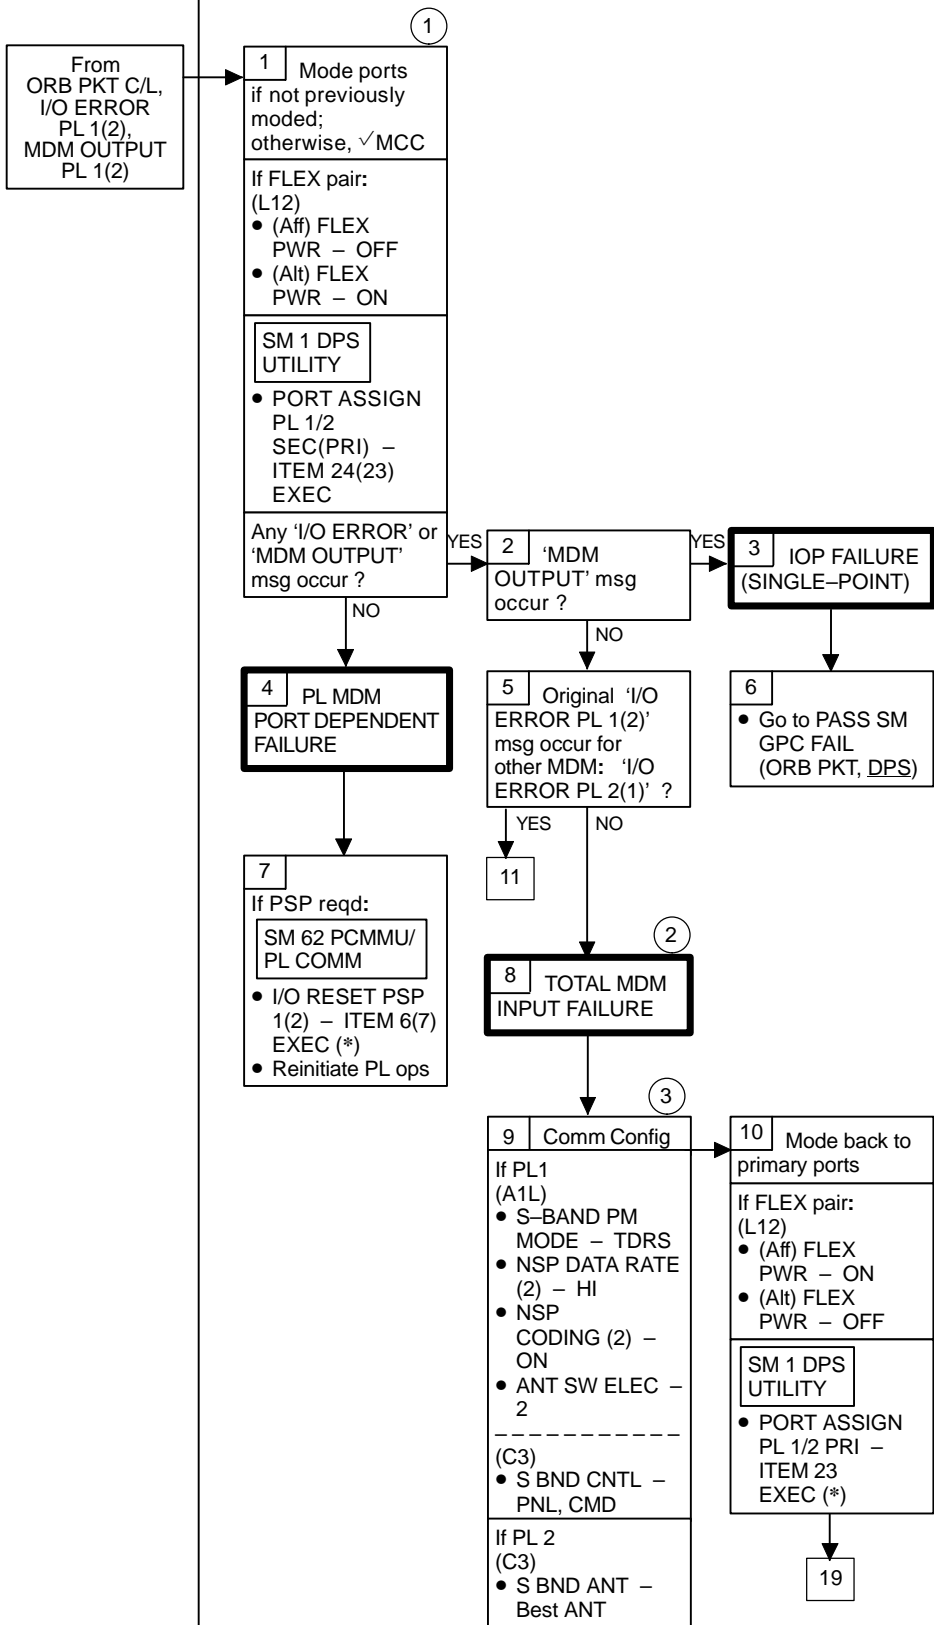 From
ORB PKT C/L,
I/O ERROR
PL 1(2),
MDM OUTPUT
PL 1(2)
1
1 Mode ports
if not previously
moded;
otherwise, √MCC
If FLEX pair:
(L12)
• (Aff) FLEX
PWR – OFF
• (Alt) FLEX
PWR – ON
SM 1 DPS
UTILITY
• PORT ASSIGN
PL 1/2
SEC(PRI) –
ITEM 24(23)
EXEC
Any ‘I/O ERROR’ or
‘MDM OUTPUT’
msg occur ?
YES
NO
2 ‘MDM
OUTPUT’ msg
occur ?
YES
NO
3 IOP FAILURE
(SINGLE–POINT)
4 PL MDM
PORT DEPENDENT
FAILURE
5 Original ‘I/O
ERROR PL 1(2)’
msg occur for
other MDM: ‘I/O
ERROR PL 2(1)’ ?
YES
NO
6
• Go to PASS SM
GPC FAIL
(ORB PKT, DPS)
11
7
If PSP reqd:
SM 62 PCMMU/
PL COMM
• I/O RESET PSP
1(2) – ITEM 6(7)
EXEC (*)
• Reinitiate PL ops
2
8 TOTAL MDM
INPUT FAILURE
3
9 Comm Config
If PL1
(A1L)
• S–BAND PM
MODE – TDRS
• NSP DATA RATE
(2) – HI
• NSP
CODING (2) –
ON
• ANT SW ELEC –
2
– – – – – – – – – – –
(C3)
• S BND CNTL –
PNL, CMD
If PL 2
(C3)
• S BND ANT –
Best ANT
10 Mode back to
primary ports
If FLEX pair:
(L12)
• (Aff) FLEX
PWR – ON
• (Alt) FLEX
PWR – OFF
SM 1 DPS
UTILITY
• PORT ASSIGN
PL 1/2 PRI –
ITEM 23
EXEC (*)
19